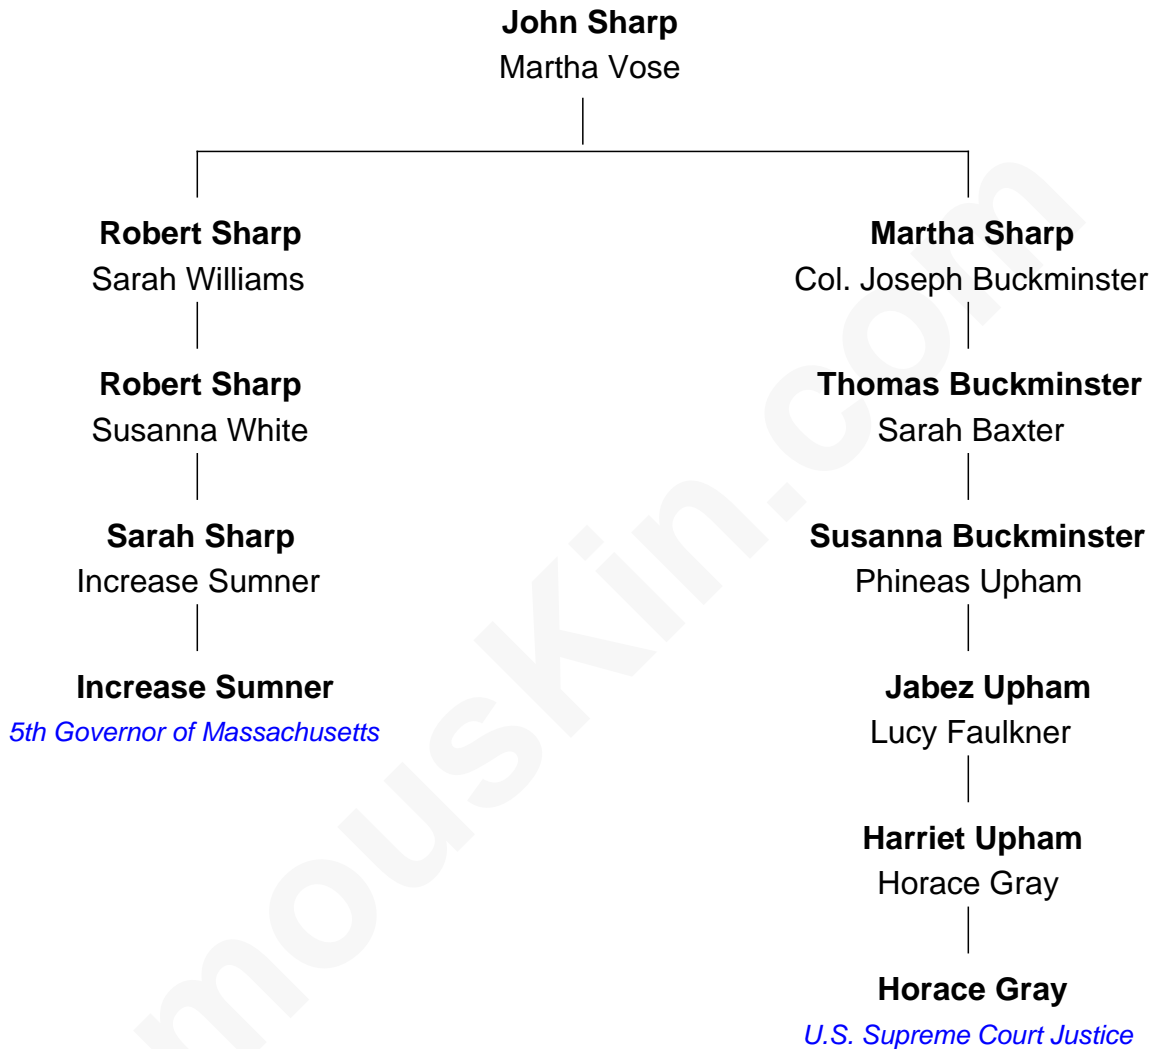 John Sharp
Martha Vose
Robert Sharp
Sarah Williams
Martha Sharp
Col. Joseph Buckminster
Robert Sharp
Susanna White
Thomas Buckminster
Sarah Baxter
Sarah Sharp
Increase Sumner
Susanna Buckminster
Phineas Upham
Increase Sumner
5th Governor of Massachusetts
Jabez Upham
Lucy Faulkner
Harriet Upham
Horace Gray
Horace Gray
U.S. Supreme Court Justice
mousKin.com